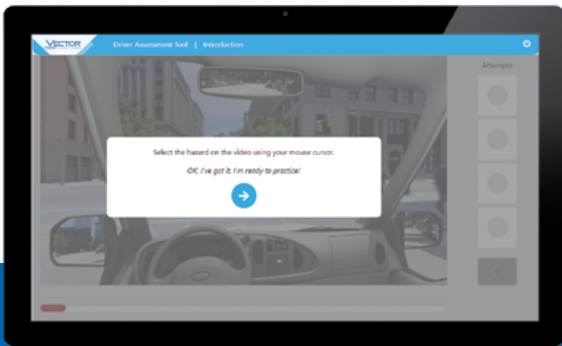 VECTOR
Driver Assessment Tool | Introduction
Attempts
Select the hazard on the video using your mouse cursor.
OK, I've got it. I'm ready to practice!